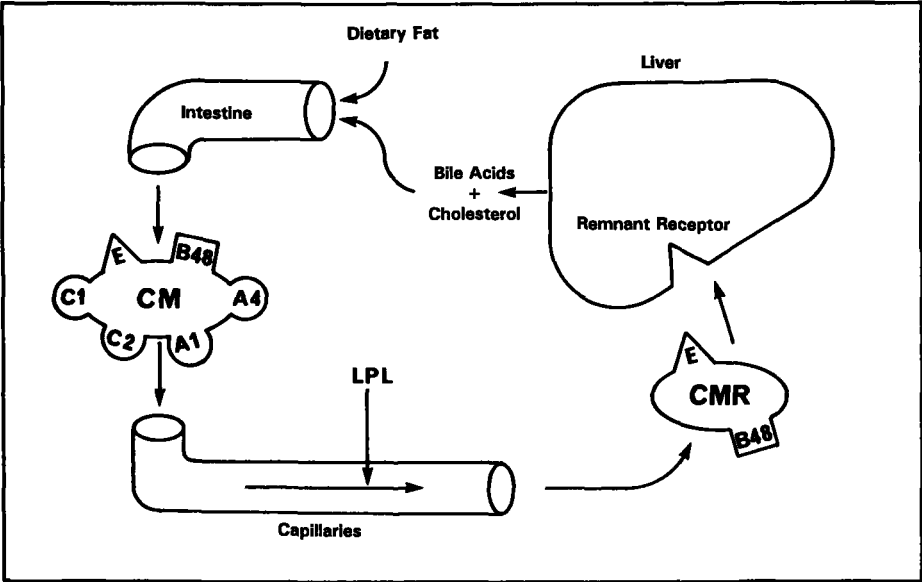 Dietary Fat
Liver
Intestine
Bile Acids
+
Cholesterol
Remnant Receptor
E
B48
C1
CM
A4
C2
A1
LPL
E
CMR
B48
Capillaries